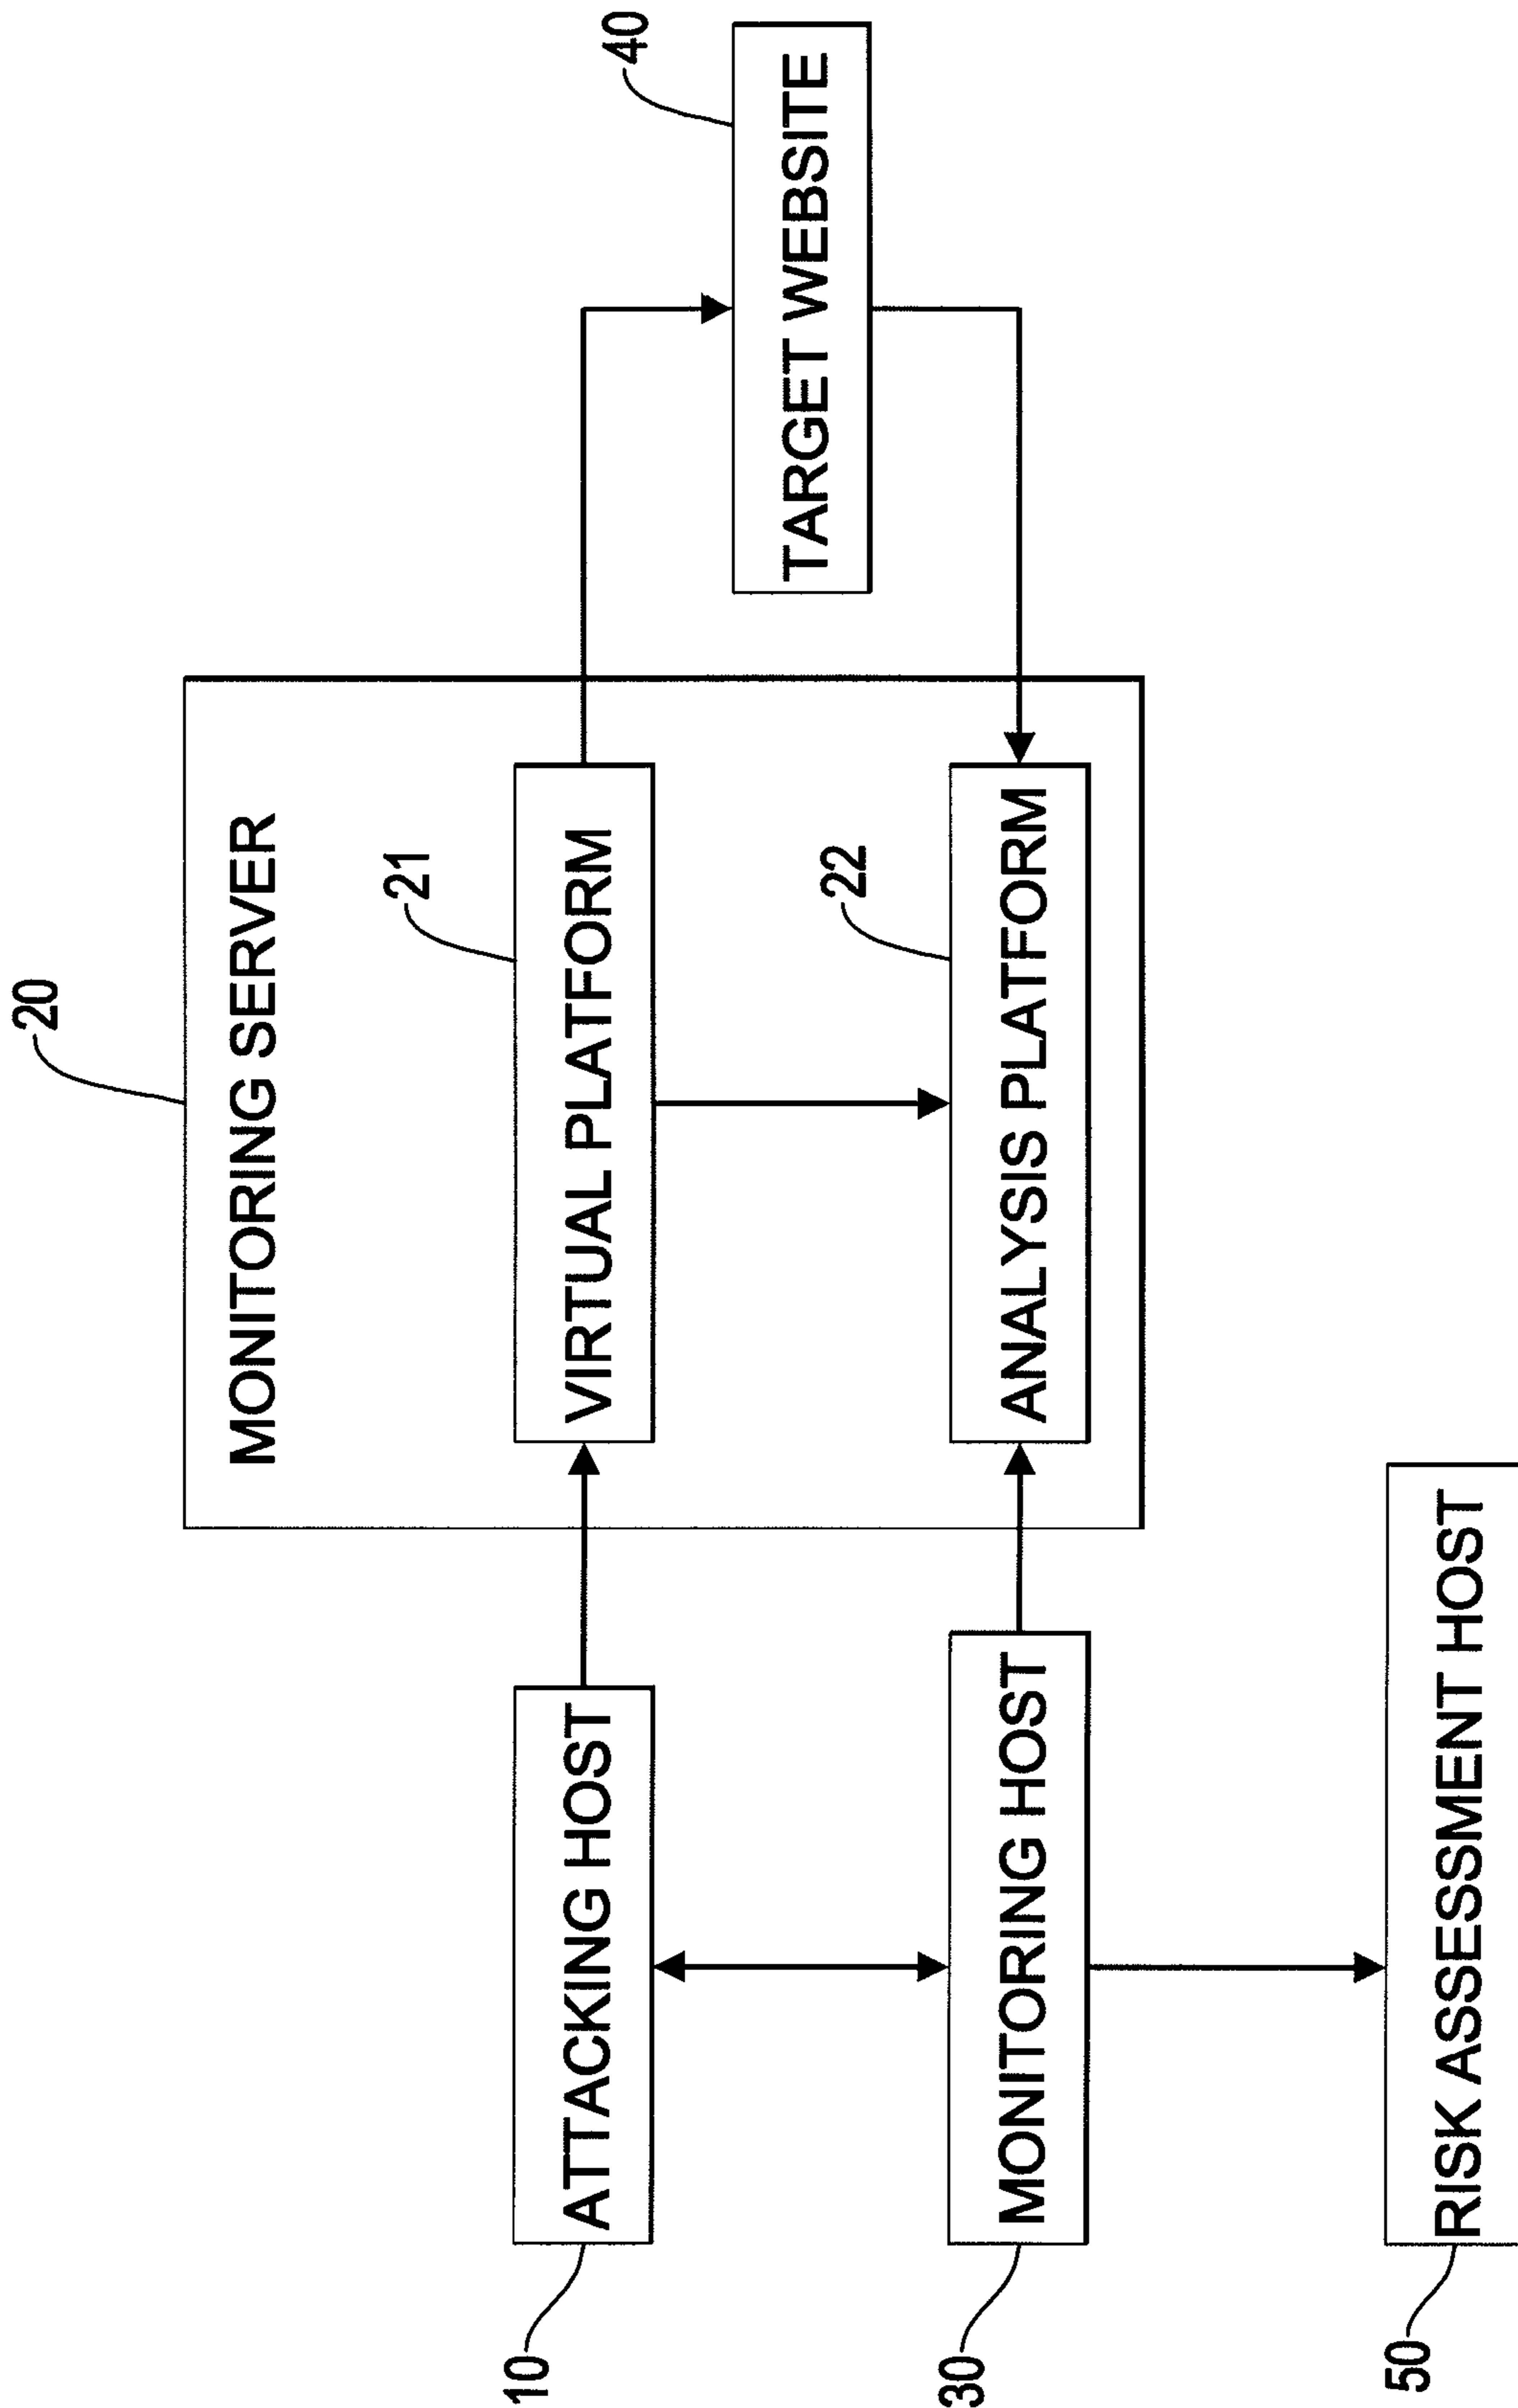 20
MONITORING SERVER
21
VIRTUAL PLATFORM
22
ANALYSIS PLATFORM
40
TARGET WEBSITE
10
ATTACKING HOST
30
MONITORING HOST
50
RISK ASSESSMENT HOST